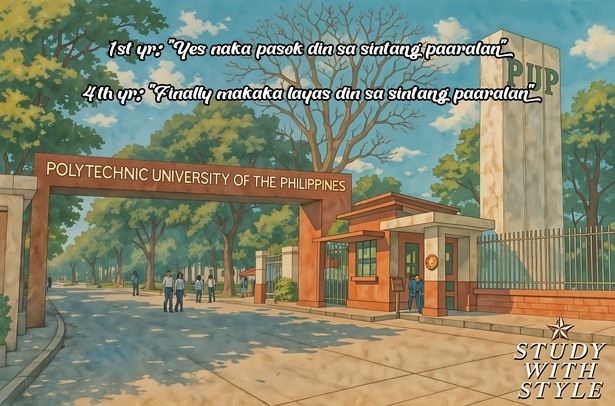 1st yr; "Yes naka pasok din sa sintang paaralan"
4th yr; "Finally makaka layas din sa sintang paaralan"
PUP
POLYTECHNIC UNIVERSITY OF THE PHILIPPINES
STUDY
WITH
STYLE